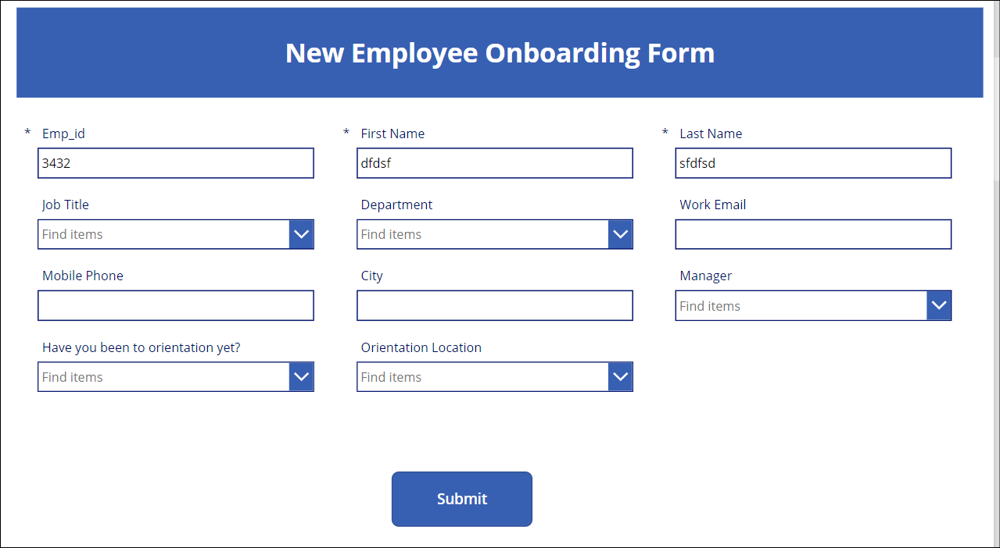 New Employee Onboarding Form
* Emp_id * First Name * Last Name
3432 dfdsf sfdfsd
Job Title Department Work Email
Find items Find items
Mobile Phone City Manager
Find items
Have you been to orientation yet? Orientation Location
Find items Find items
Submit